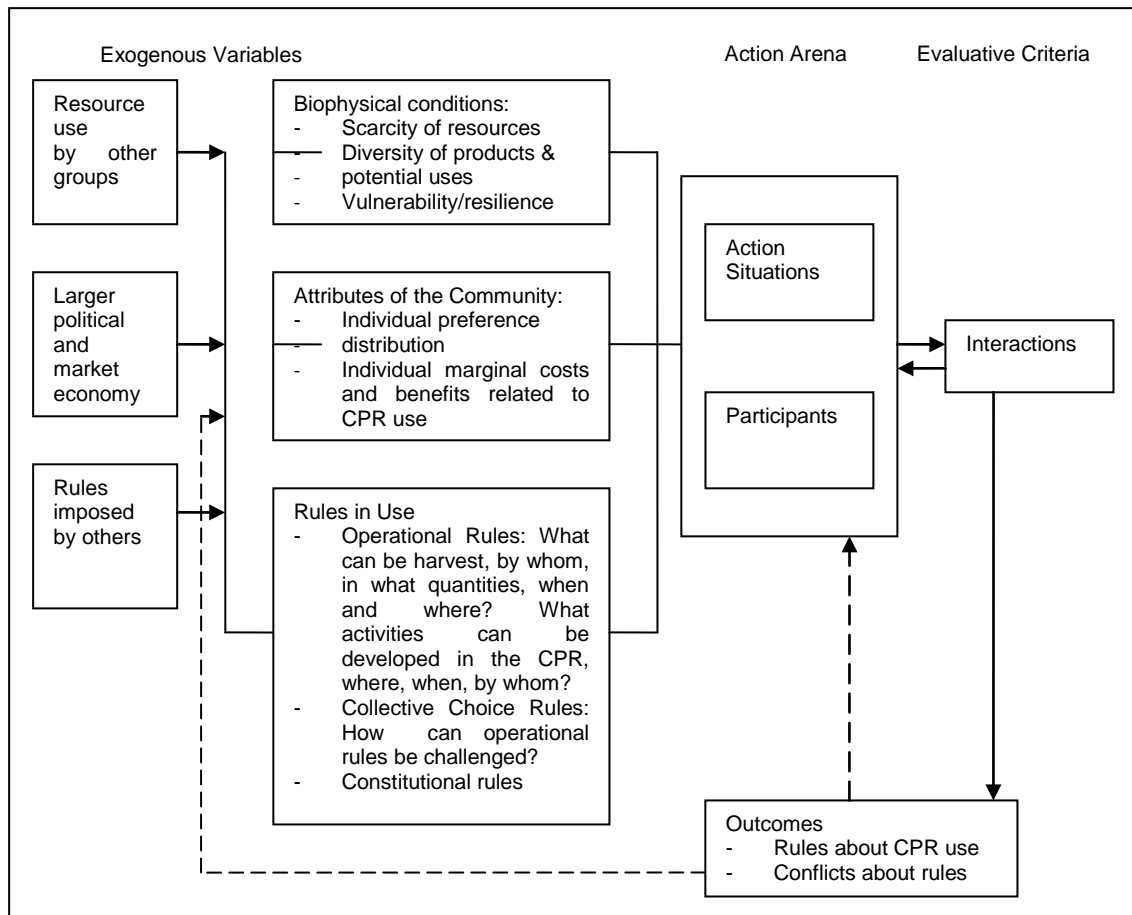 Exogenous Variables
Action Arena
Evaluative Criteria
Resource
use
by other
groups
Larger
political
and
market
economy
Rules
imposed
by others
Biophysical conditions:
- Scarcity of resources
- Diversity of products &
- potential uses
- Vulnerability/resilience
Attributes of the Community:
- Individual preference
- distribution
- Individual marginal costs
and benefits related to
CPR use
Rules in Use
- Operational Rules: What
can be harvest, by whom,
in what quantities, when
and where? What
activities can be
developed in the CPR,
where, when, by whom?
- Collective Choice Rules:
How can operational
rules be challenged?
- Constitutional rules
Action
Situations
Participants
Interactions
Outcomes
- Rules about CPR use
- Conflicts about rules